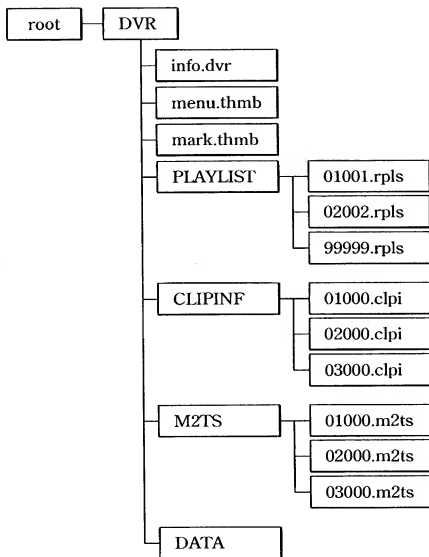 root
DVR
info.dvr
menu.thmb
mark.thmb
PLAYLIST
01001.rpls
02002.rpls
99999.rpls
CLIPINF
01000.clpi
02000.clpi
03000.clpi
M2TS
01000.m2ts
02000.m2ts
03000.m2ts
DATA